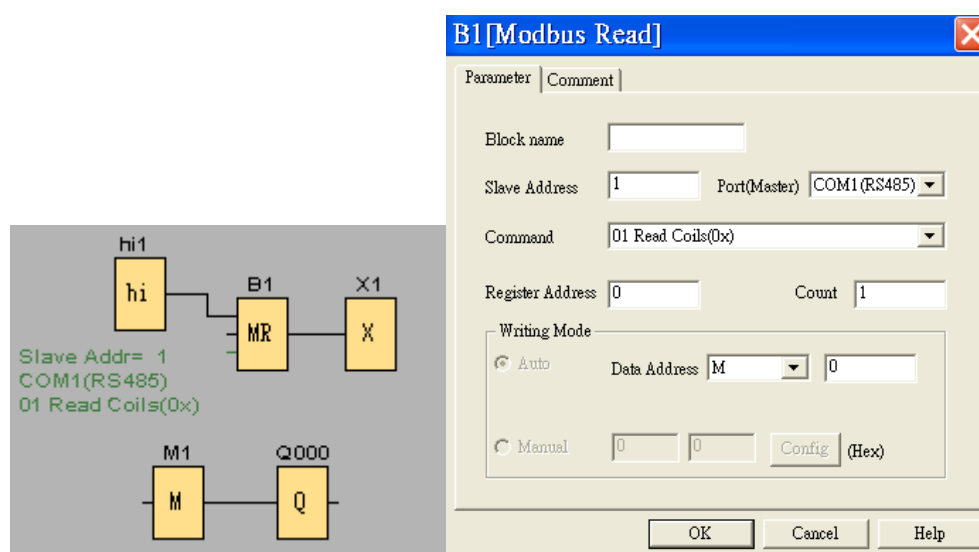 hi1
hi
B1
MR
X1
X
Slave Addr= 1
COM1(RS485)
01 Read Coils(0x)
M1
M
Q000
Q
B1[Modbus Read]
Parameter
Comment
Block name
Slave Address
1
Port(Master)
COM1(RS485)
Command
01 Read Coils(0x)
Register Address
0
Count
1
Writing Mode
Auto
Data Address
M
0
Manual
0
0
Config
(Hex)
OK
Cancel
Help